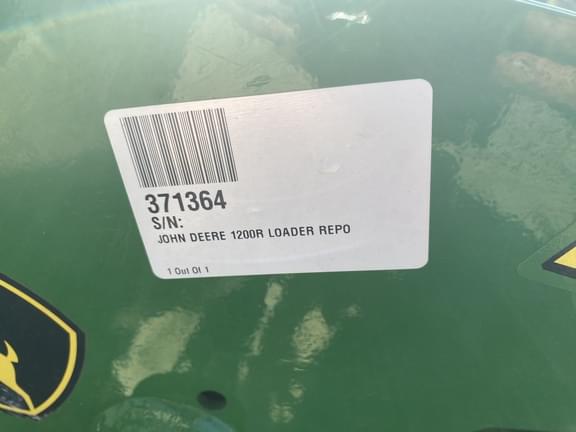 371364
S/N:
JOHN DEERE 1200R LOADER REPO
1 Out Of 1